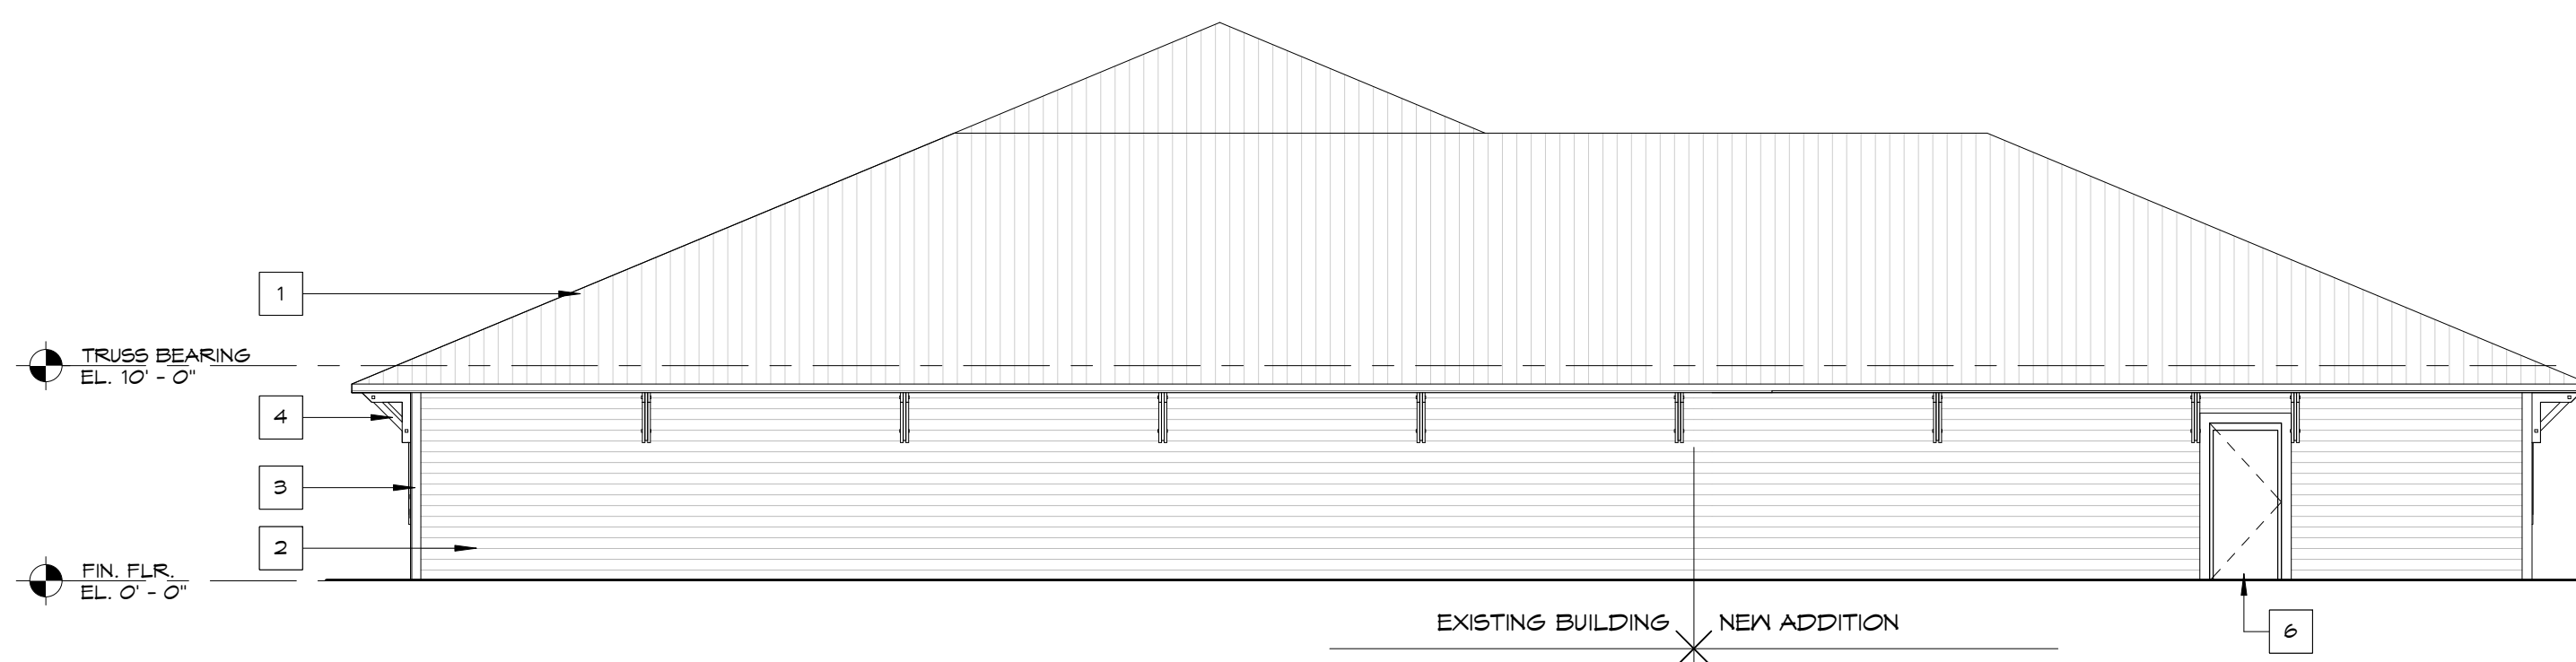 1
TRUSS BEARING
EL. 10' - 0"
4
3
2
FIN. FLR.
EL. 0' - 0"
EXISTING BUILDING
NEW ADDITION
6